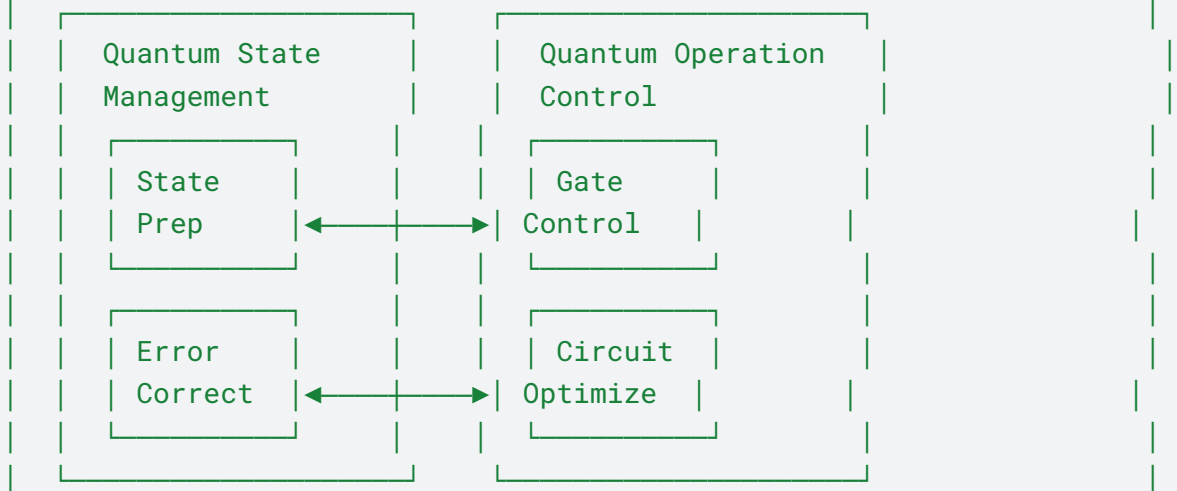 Quantum State Quantum Operation
Management Control
State Gate
Prep Control
Error Circuit
Correct Optimize